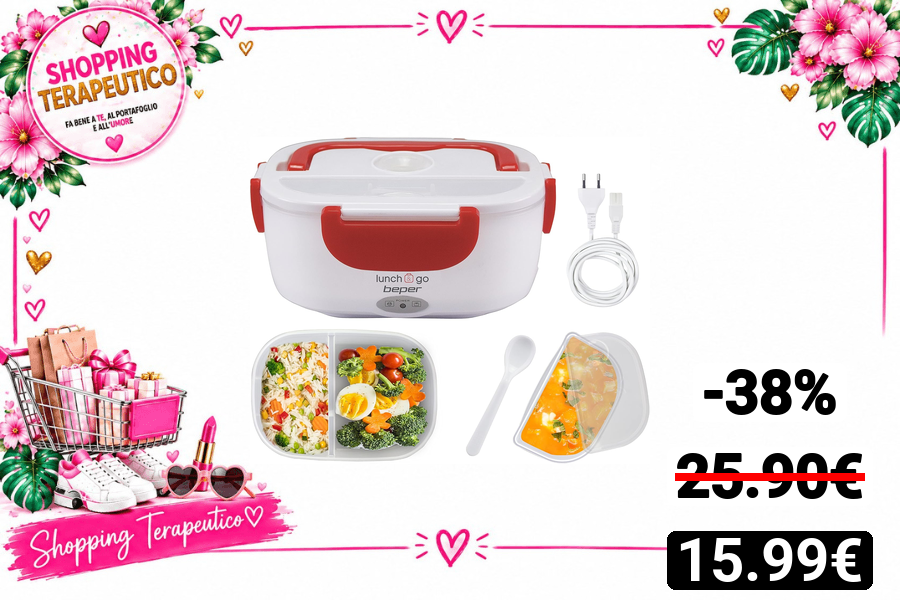 SHOPPING
TERAPEUTICO
FA BENE A TE, AL PORTAFOGLIO
E ALL'UMORE
lunch go
beper
-38%
25.90€
15.99€
Shopping Terapeutico